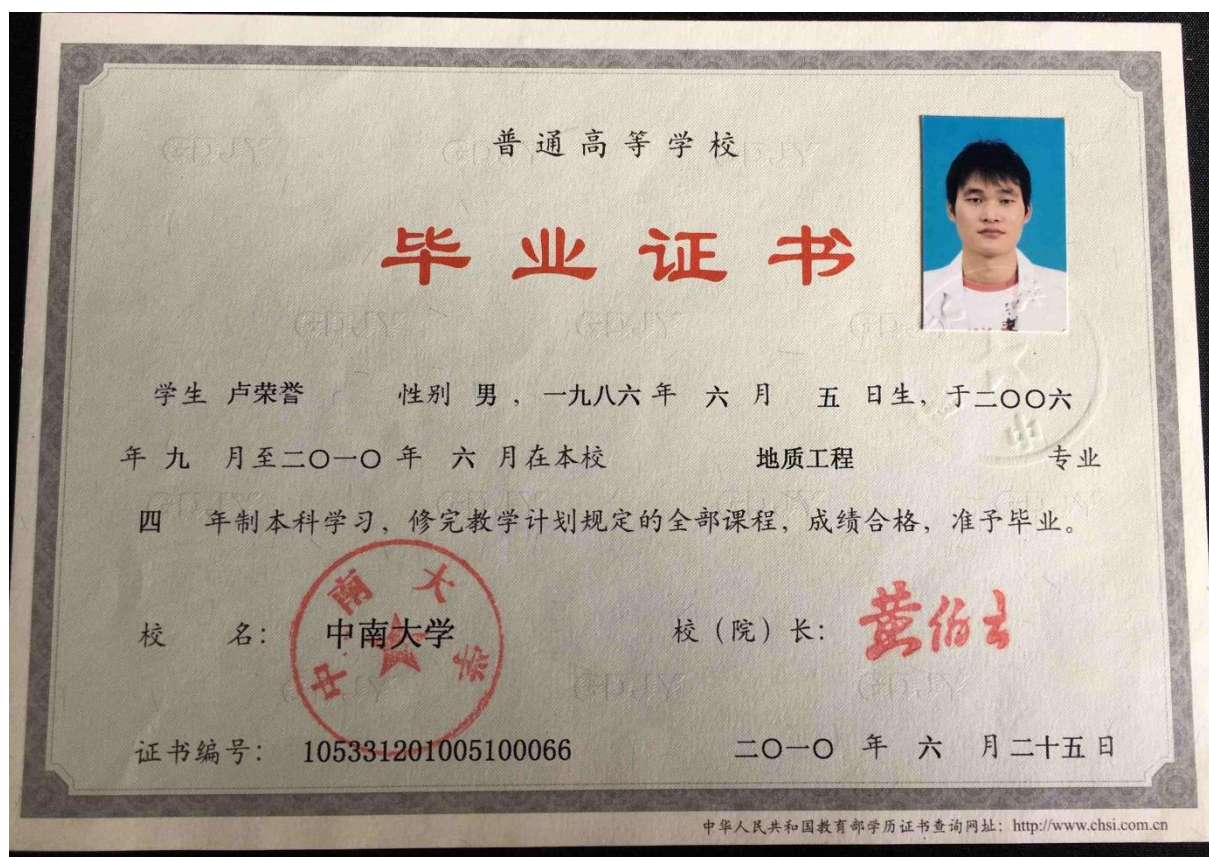 普通高等学校
毕业证书
学生 卢荣誉 性别 男 , 一九八六 年 六 月 五 日生, 于二〇〇六
年 九 月至二〇一〇 年 六 月在本校 地质工程 专业
四 年制本科学习, 修完教学计划规定的全部课程, 成绩合格, 准予毕业。
校 名: 中南大学 校（院）长: 黄伯云
中南大学
证书编号: 105331201005100066 二〇一〇 年 六 月二十五日
中华人民共和国教育部学历证书查询网址: http://www.chsi.com.cn